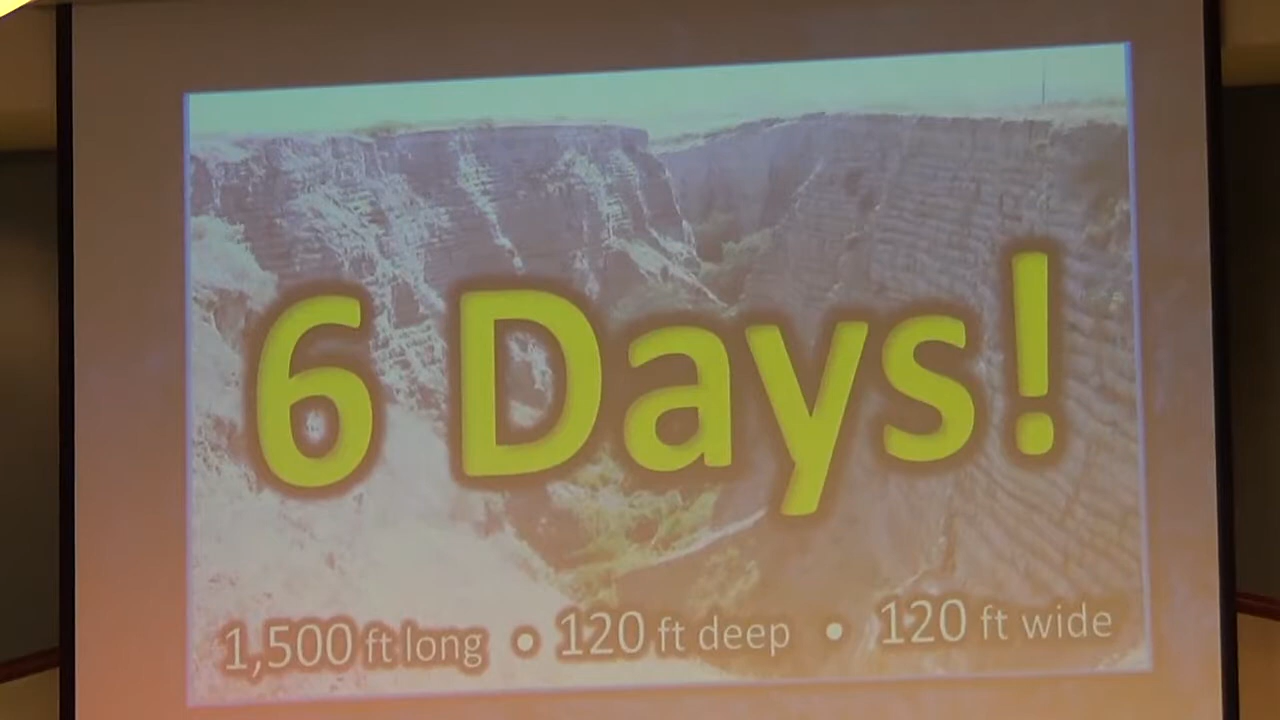 6 Days!
1,500 ft long • 120 ft deep • 120 ft wide